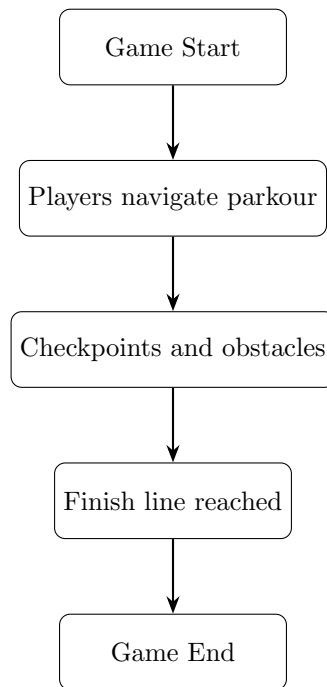 Game Start
Players navigate parkour
Checkpoints and obstacles
Finish line reached
Game End